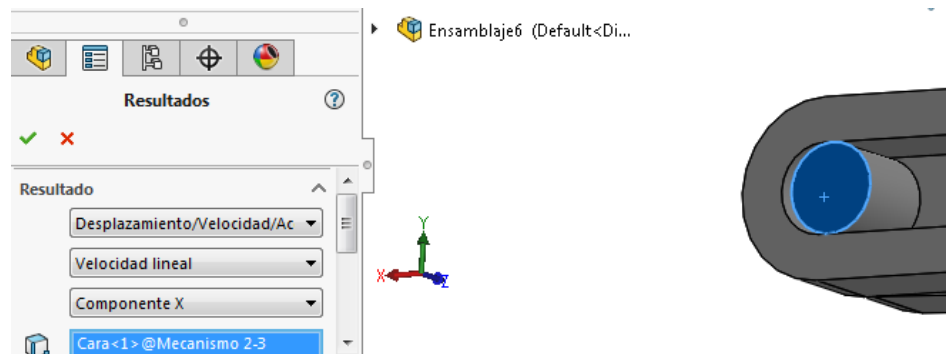 Ensamblaje6 (Default<Di...
Resultados
Resultado
Desplazamiento/Velocidad/Ac
Velocidad lineal
Componente X
Cara<1>@Mecanismo 2-3
Y
X
Z